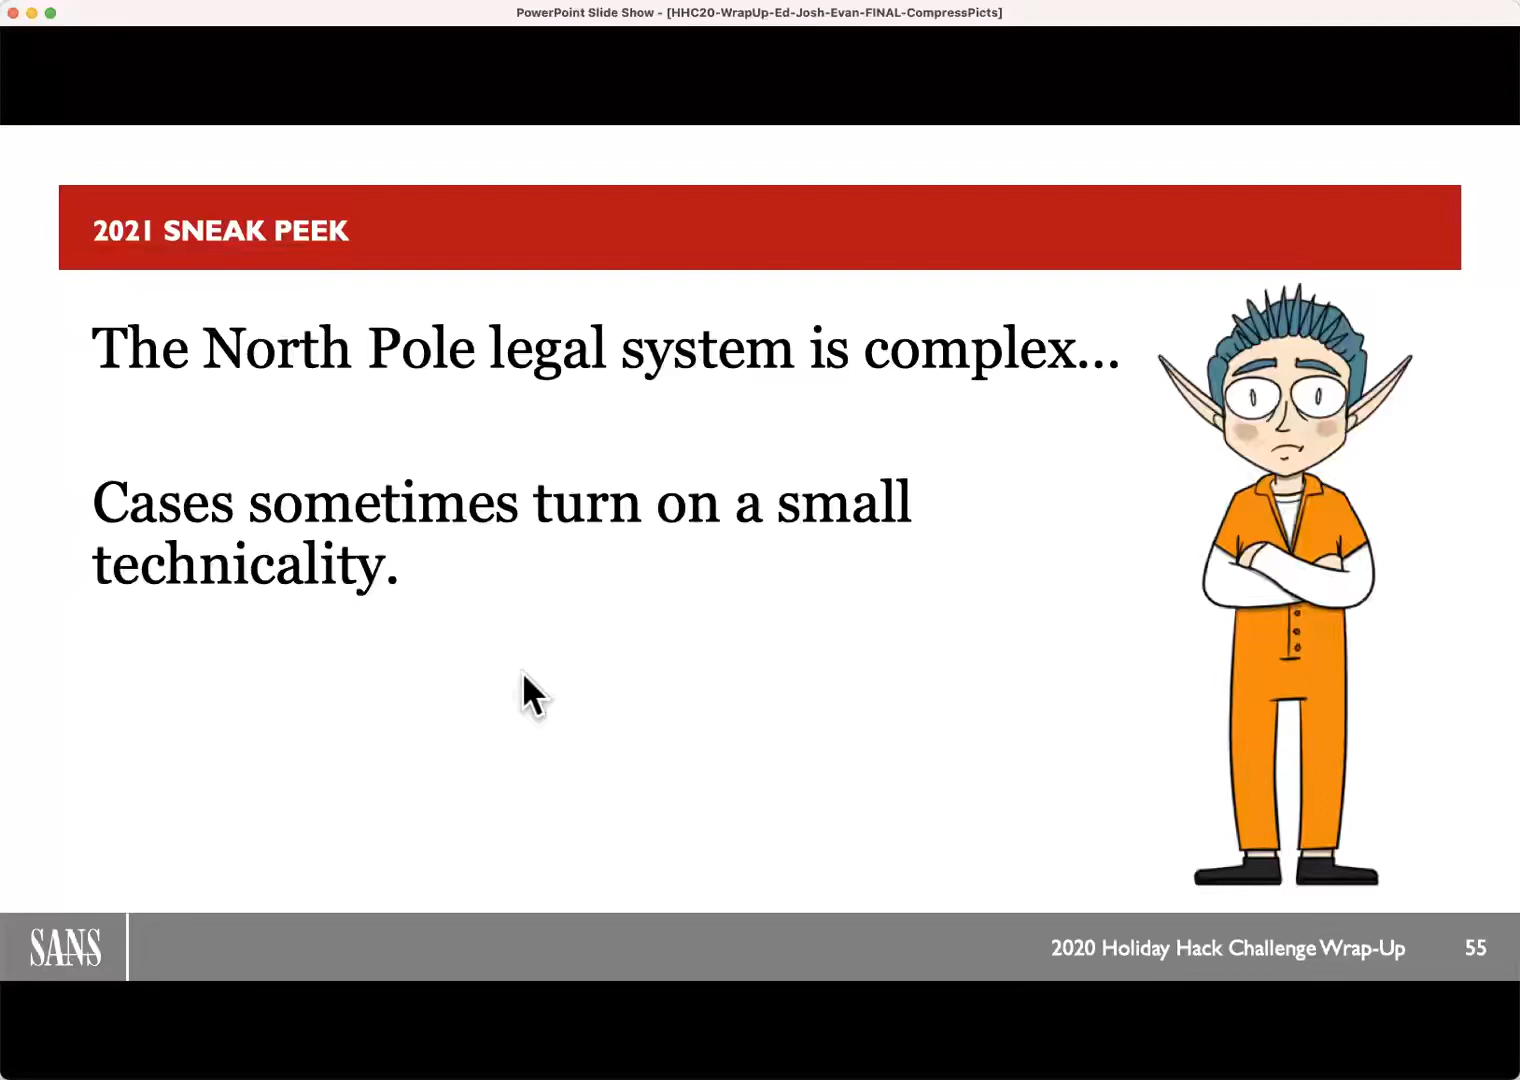 PowerPoint Slide Show - [HHC20-WrapUp-Ed-Josh-Evan-FINAL-CompressPicts]
2021 SNEAK PEEK
The North Pole legal system is complex...
Cases sometimes turn on a small
technicality.
SANS
2020 Holiday Hack Challenge Wrap-Up
55